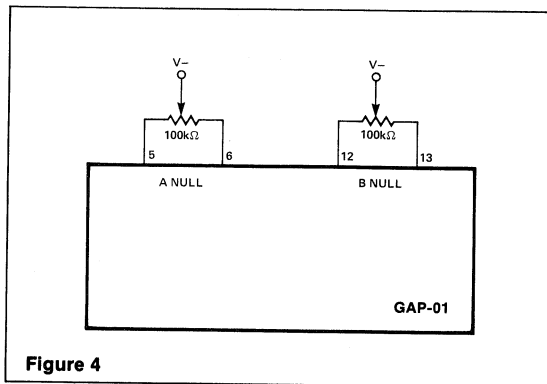 V– V–
100kΩ 100kΩ
5 6 12 13
A NULL B NULL
GAP-01
Figure 4